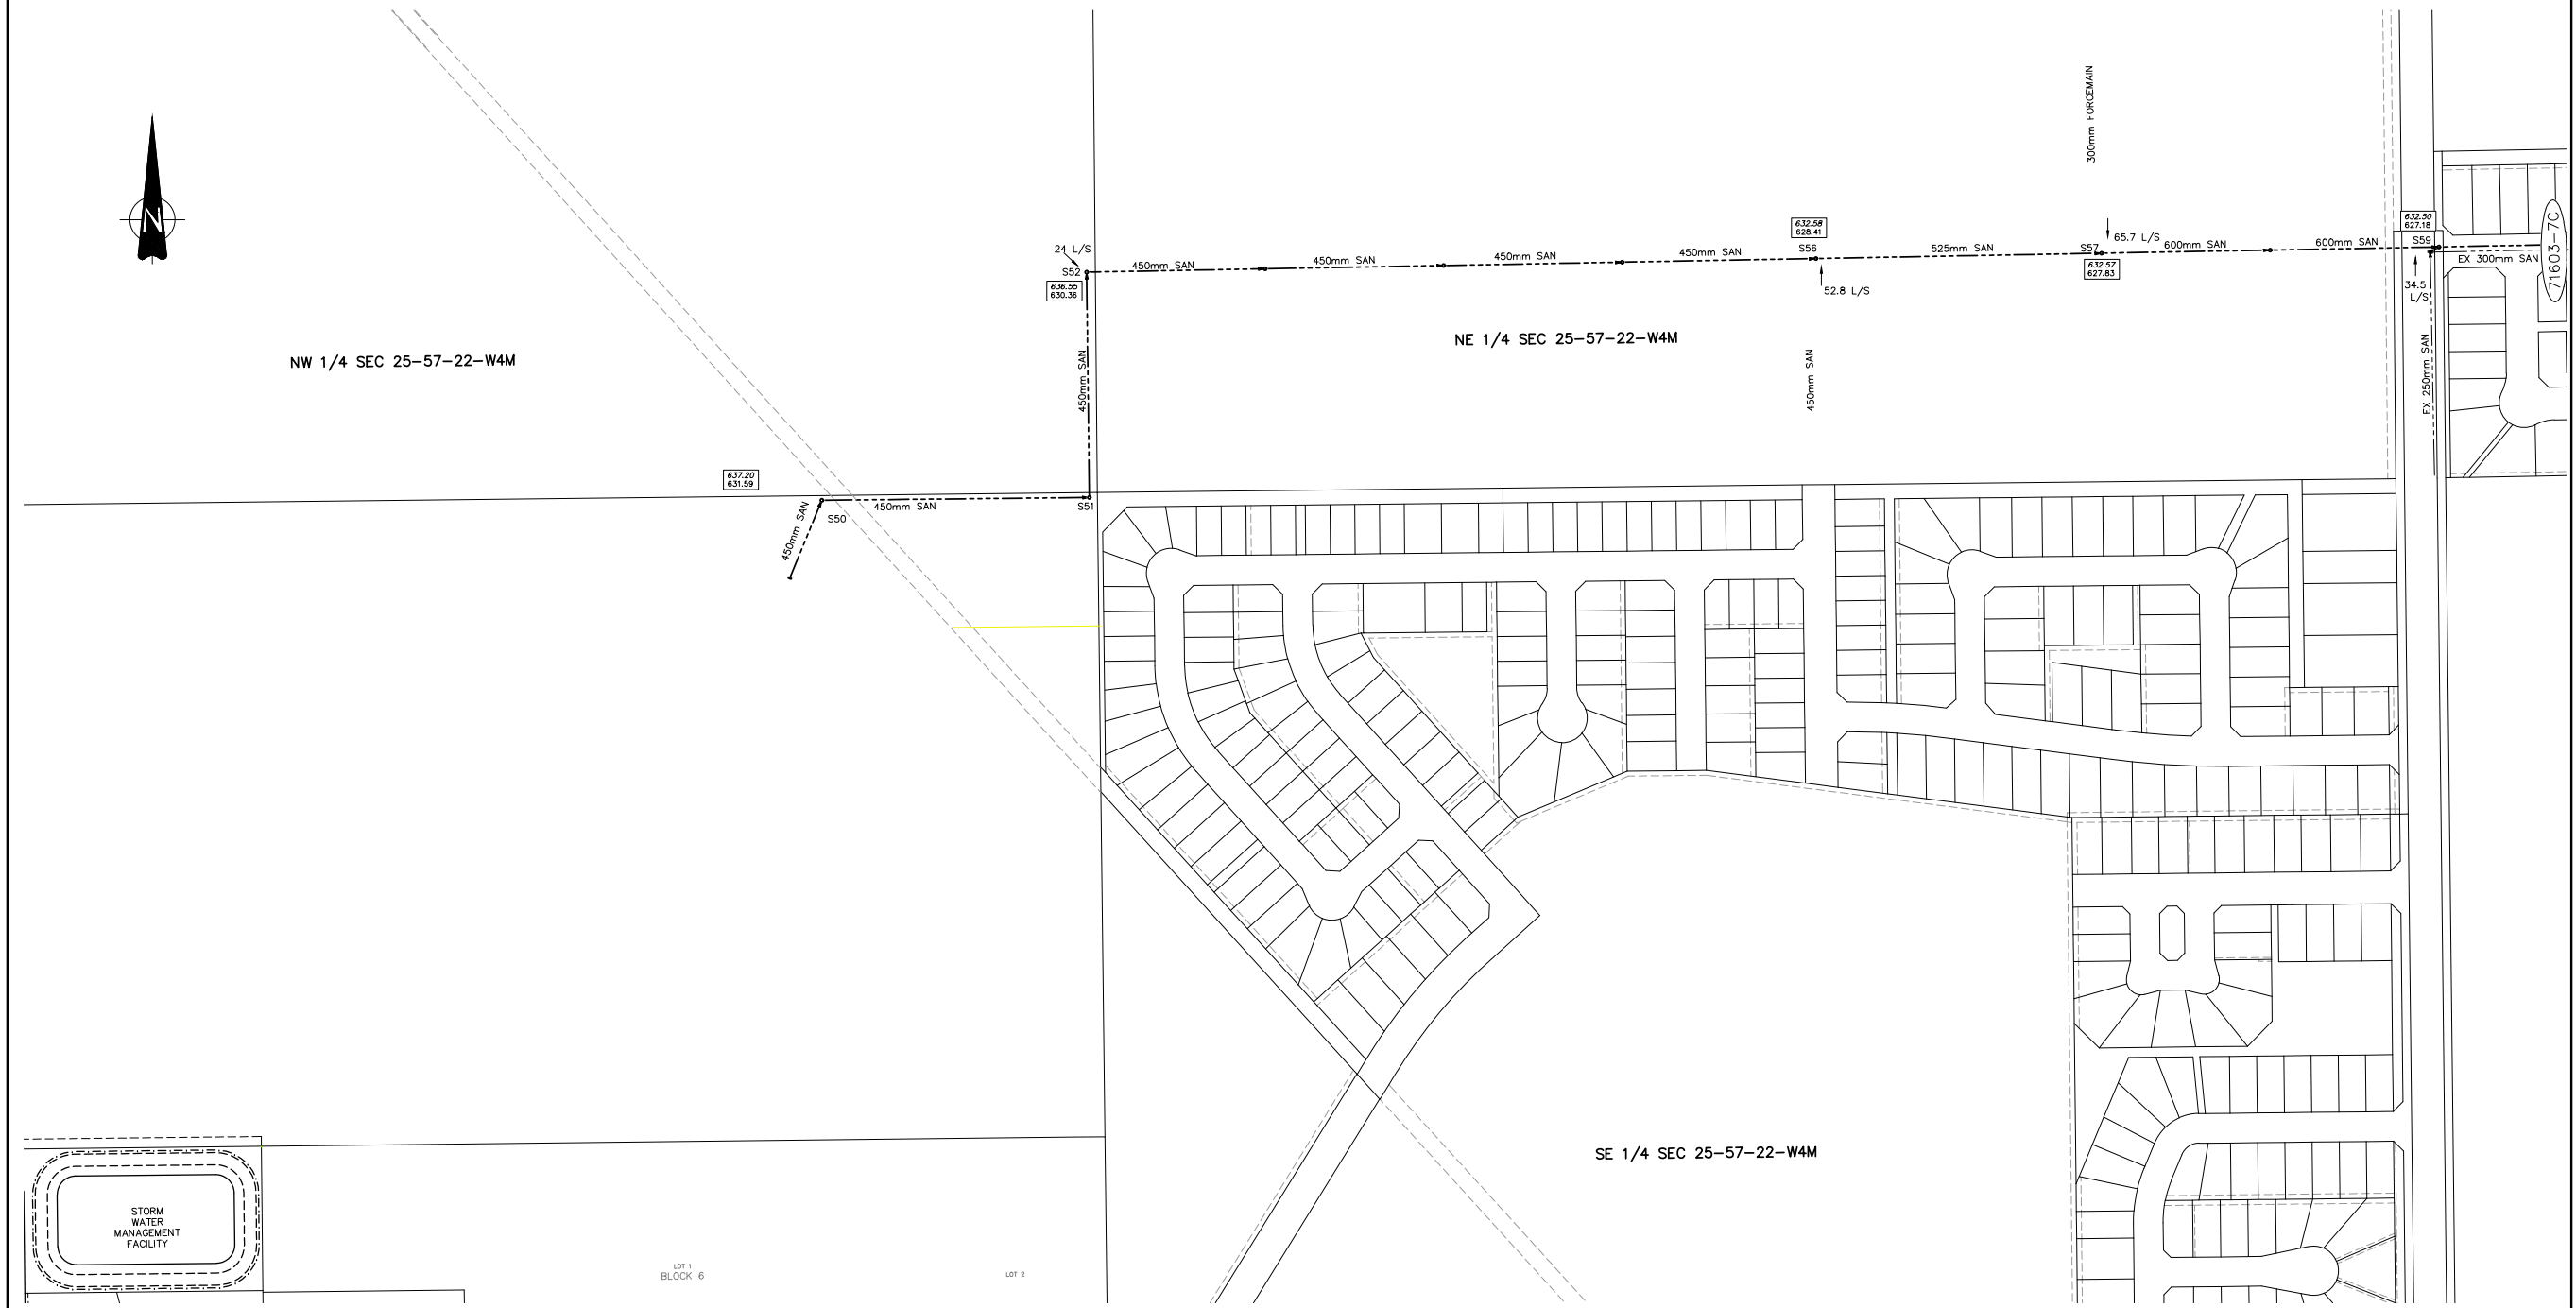 N
300mm FORCEMAIN
71603-7C
632.50
627.18
S59
34.5
L/S
EX 300mm SAN
EX 250mm SAN
24 L/S
S52
636.55
630.36
450mm SAN
450mm SAN
450mm SAN
450mm SAN
632.58
628.41
S56
52.8 L/S
525mm SAN
S57
632.57
627.83
65.7 L/S
600mm SAN
600mm SAN
NW 1/4 SEC 25-57-22-W4M
NE 1/4 SEC 25-57-22-W4M
450mm SAN
450mm SAN
637.20
631.59
450mm SAN
S50
450mm SAN
S51
SE 1/4 SEC 25-57-22-W4M
STORM
WATER
MANAGEMENT
FACILITY
LOT 1
BLOCK 6
LOT 2